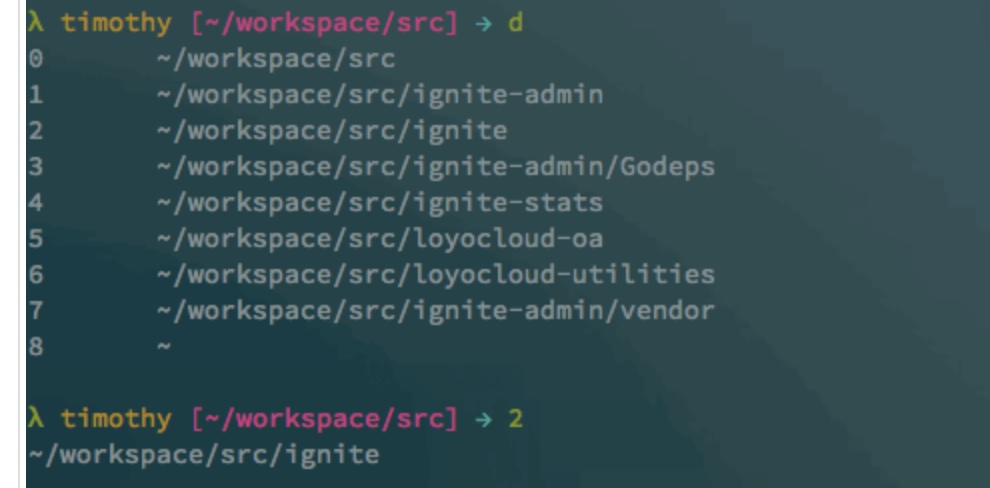 λ timothy [~/workspace/src] → d
0 ~/workspace/src
1 ~/workspace/src/ignite-admin
2 ~/workspace/src/ignite
3 ~/workspace/src/ignite-admin/Godeps
4 ~/workspace/src/ignite-stats
5 ~/workspace/src/loyocloud-oa
6 ~/workspace/src/loyocloud-utilities
7 ~/workspace/src/ignite-admin/vendor
8 ~
λ timothy [~/workspace/src] → 2
~/workspace/src/ignite